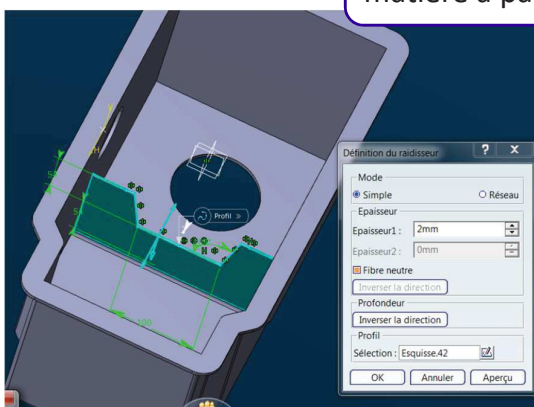 matière à pa
Profil »
H
H
100
Définition du raidisseur ? X
Mode
Simple Réseau
Epaisseur
Epaisseur1 : 2mm
Epaisseur2 : 0mm
Fibre neutre
Inverser la direction
Profondeur
Inverser la direction
Profil
Sélection : Esquisse.42
OK Annuler Aperçu